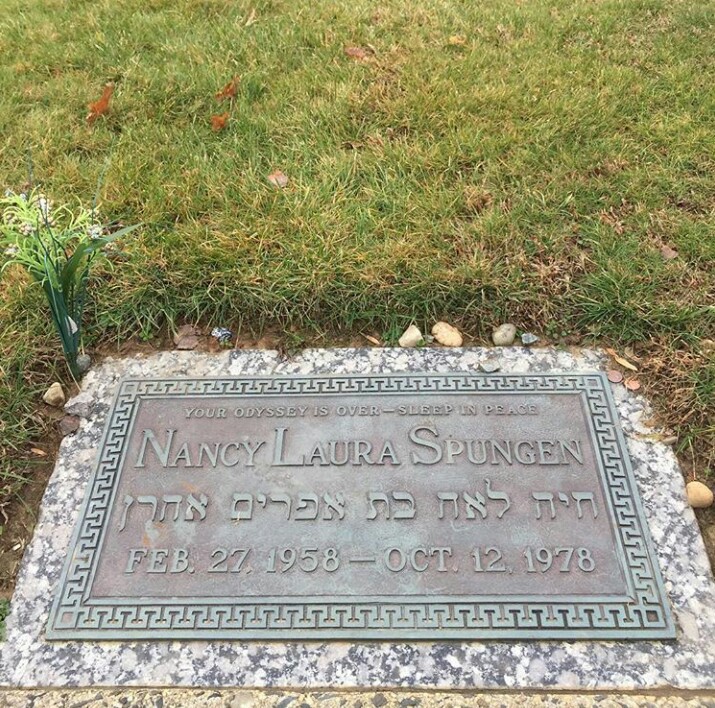 YOUR ODYSSEY IS OVER—SLEEP IN PEACE
NANCY LAURA SPUNGEN
חיה לאה בת אפרים אהרן
FEB. 27, 1958 — OCT. 12, 1978